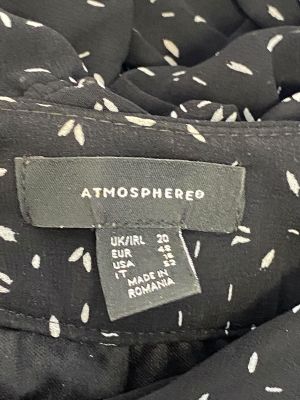 ATMOSPHERE®
UK/IRL 20
EUR 48
USA 16
IT 52
MADE IN
ROMANIA